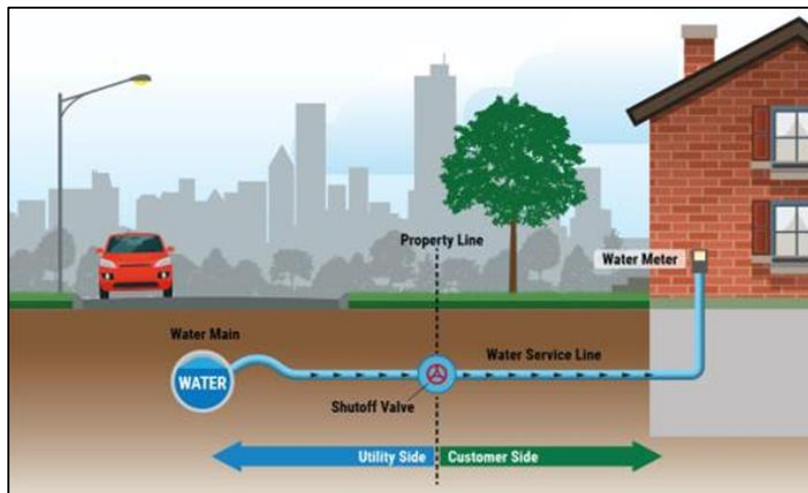 Property Line
Water Meter
Water Main
Water Service Line
WATER
Shutoff Valve
Utility Side
Customer Side